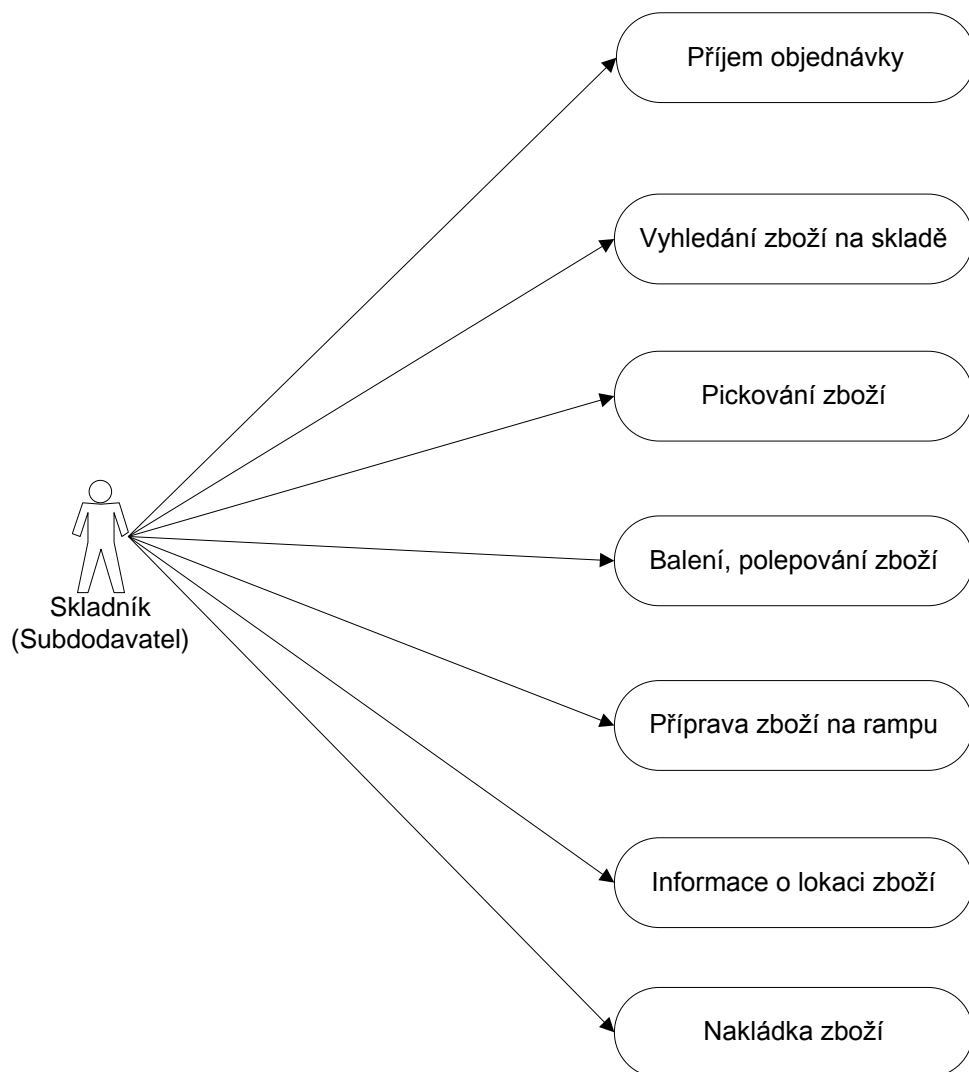 Příjem objednávky
Vyhledání zboží na skladě
Pickování zboží
Skladník
(Subdodavatel)
Balení, polepování zboží
Příprava zboží na rampu
Informace o lokaci zboží
Nakládka zboží